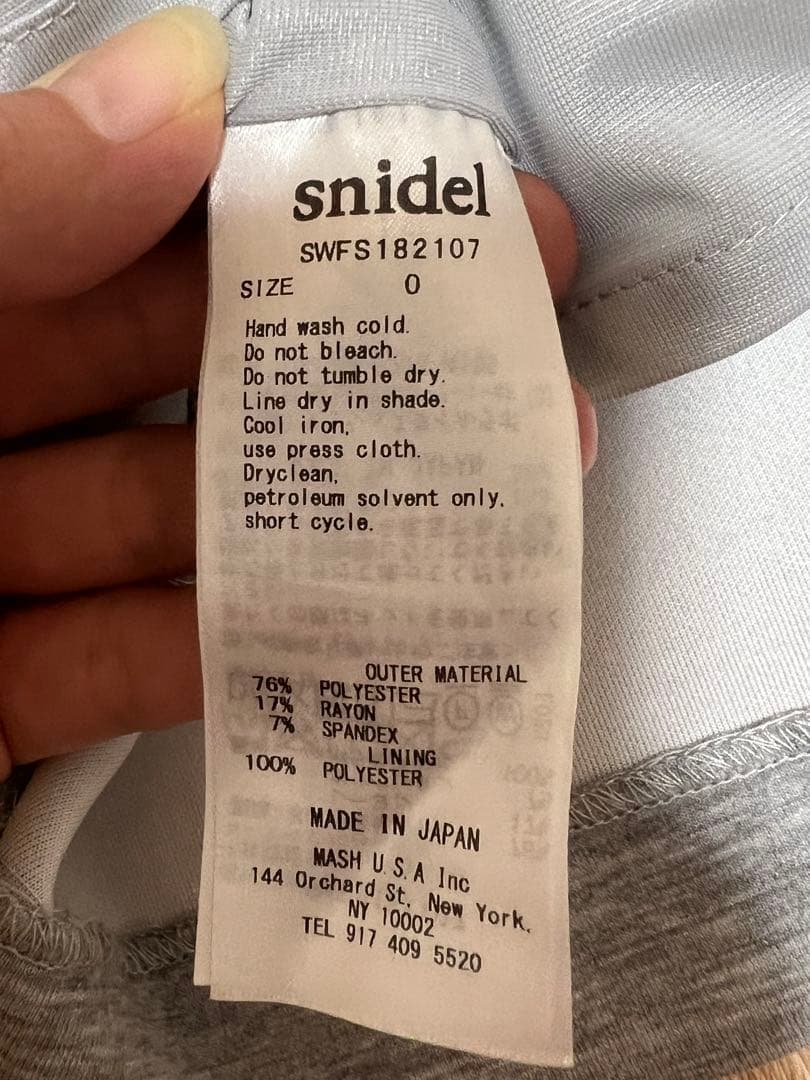 snidel
SWFS182107
SIZE 0
Hand wash cold.
Do not bleach.
Do not tumble dry.
Line dry in shade.
Cool iron,
use press cloth.
Dryclean,
petroleum solvent only,
short cycle.
OUTER MATERIAL
76% POLYESTER
17% RAYON
7% SPANDEX
LINING
100% POLYESTER
MADE IN JAPAN
MASH U.S.A Inc
144 Orchard St, New York,
NY 10002
TEL 917 409 5520